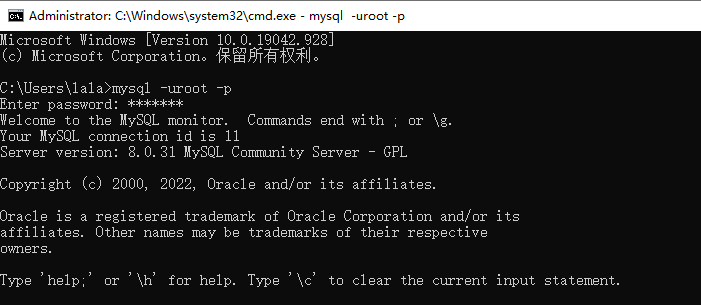 Administrator: C:\Windows\system32\cmd.exe - mysql  -uroot -p
Microsoft Windows [Version 10.0.19042.928]
(c) Microsoft Corporation。保留所有权利。
C:\Users\lala>mysql -uroot -p
Enter password: *******
Welcome to the MySQL monitor.  Commands end with ; or \g.
Your MySQL connection id is 11
Server version: 8.0.31 MySQL Community Server - GPL
Copyright (c) 2000, 2022, Oracle and/or its affiliates.
Oracle is a registered trademark of Oracle Corporation and/or its
affiliates. Other names may be trademarks of their respective
owners.
Type 'help;' or '\h' for help. Type '\c' to clear the current input statement.